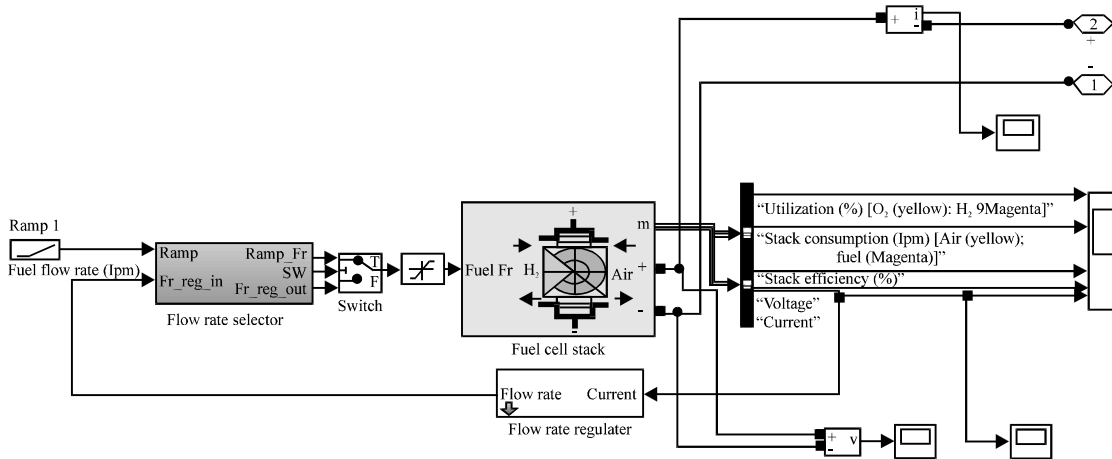 + i
-
2
+
-
1
Ramp 1
Fuel flow rate (Ipm)
Ramp
Fr_reg_in
Ramp_Fr
SW
Fr_reg_out
Flow rate selector
T
F
Switch
Fuel Fr
H₂
Air
+
-
m
+
-
Fuel cell stack
“Utilization (%) [O₂ (yellow): H₂ 9Magenta]”
“Stack consumption (Ipm) [Air (yellow);
fuel (Magenta)]”
“Stack efficiency (%)”
“Voltage”
“Current”
Flow rate
Current
Flow rate regulater
+
-
v